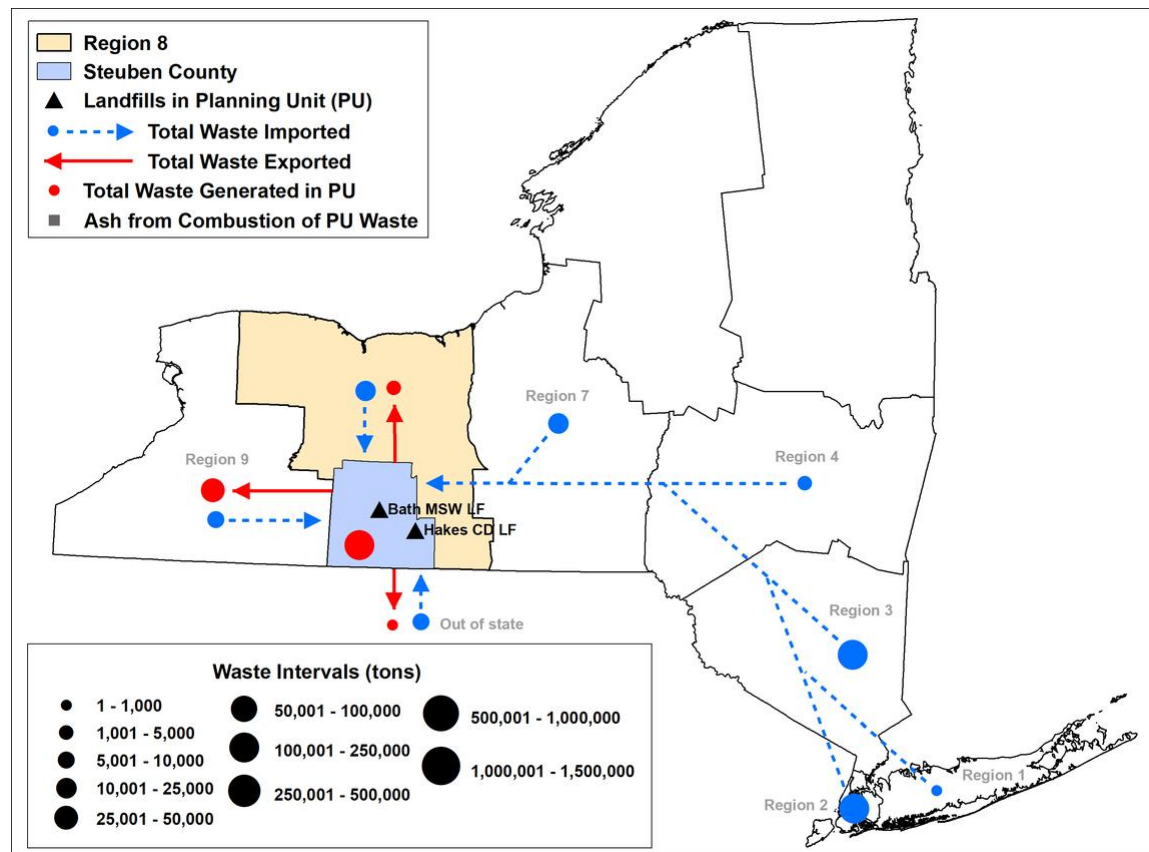 Region 8
Steuben County
Landfills in Planning Unit (PU)
Total Waste Imported
Total Waste Exported
Total Waste Generated in PU
Ash from Combustion of PU Waste
Region 7
Region 9
Region 4
Bath MSW LF
Hakes CD LF
Region 3
Out of state
Region 1
Region 2
Waste Intervals (tons)
1 - 1,000
1,001 - 5,000
5,001 - 10,000
10,001 - 25,000
25,001 - 50,000
50,001 - 100,000
100,001 - 250,000
250,001 - 500,000
500,001 - 1,000,000
1,000,001 - 1,500,000